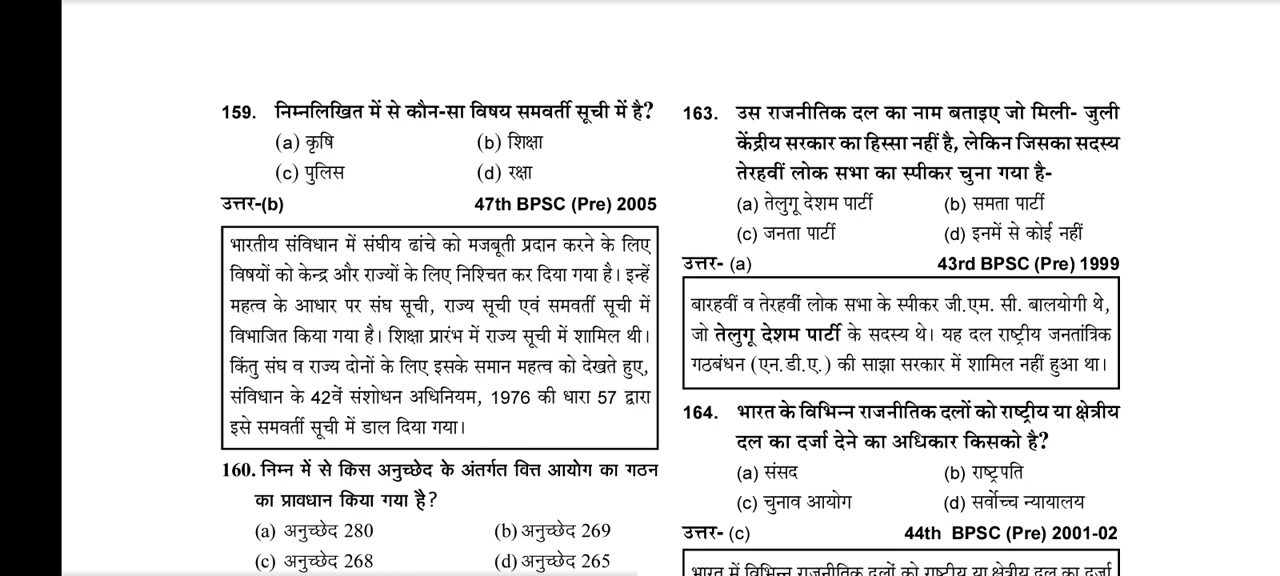 159. निम्नलिखित में से कौन-सा विषय समवर्ती सूची में है?
(a) कृषि (b) शिक्षा
(c) पुलिस (d) रक्षा
उत्तर-(b) 47th BPSC (Pre) 2005
भारतीय संविधान में संघीय ढांचे को मजबूती प्रदान करने के लिए
विषयों को केन्द्र और राज्यों के लिए निश्चित कर दिया गया है। इन्हें
महत्व के आधार पर संघ सूची, राज्य सूची एवं समवर्ती सूची में
विभाजित किया गया है। शिक्षा प्रारंभ में राज्य सूची में शामिल थी।
किंतु संघ व राज्य दोनों के लिए इसके समान महत्व को देखते हुए,
संविधान के 42वें संशोधन अधिनियम, 1976 की धारा 57 द्वारा
इसे समवर्ती सूची में डाल दिया गया।
160. निम्न में से किस अनुच्छेद के अंतर्गत वित्त आयोग का गठन
का प्रावधान किया गया है?
(a) अनुच्छेद 280 (b) अनुच्छेद 269
(c) अनुच्छेद 268 (d) अनुच्छेद 265
163. उस राजनीतिक दल का नाम बताइए जो मिली- जुली
केंद्रीय सरकार का हिस्सा नहीं है, लेकिन जिसका सदस्य
तेरहवीं लोक सभा का स्पीकर चुना गया है-
(a) तेलुगू देशम पार्टी (b) समता पार्टी
(c) जनता पार्टी (d) इनमें से कोई नहीं
उत्तर- (a) 43rd BPSC (Pre) 1999
बारहवीं व तेरहवीं लोक सभा के स्पीकर जी.एम. सी. बालयोगी थे,
जो तेलुगू देशम पार्टी के सदस्य थे। यह दल राष्ट्रीय जनतांत्रिक
गठबंधन (एन.डी.ए.) की साझा सरकार में शामिल नहीं हुआ था।
164. भारत के विभिन्न राजनीतिक दलों को राष्ट्रीय या क्षेत्रीय
दल का दर्जा देने का अधिकार किसको है?
(a) संसद (b) राष्ट्रपति
(c) चुनाव आयोग (d) सर्वोच्च न्यायालय
उत्तर- (c) 44th BPSC (Pre) 2001-02
भारत में विभिन्न राजनीतिक दलों को राष्ट्रीय या क्षेत्रीय दल का दर्जा